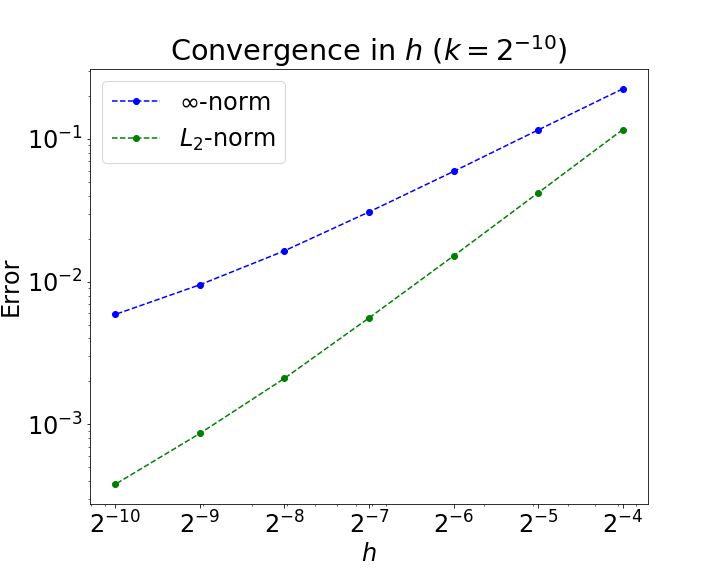 Convergence in h (k = 2⁻¹⁰)
∞-norm
L₂-norm
Error
10⁻¹
10⁻²
10⁻³
2⁻¹⁰ 2⁻⁹ 2⁻⁸ 2⁻⁷ 2⁻⁶ 2⁻⁵ 2⁻⁴
h